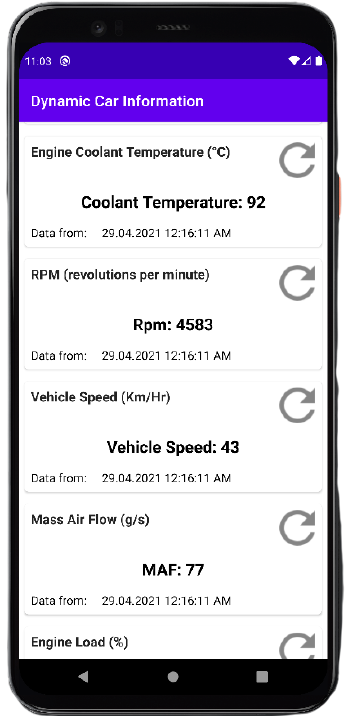 11:03
Dynamic Car Information
Engine Coolant Temperature (°C)
Coolant Temperature: 92
Data from: 29.04.2021 12:16:11 AM
RPM (revolutions per minute)
Rpm: 4583
Data from: 29.04.2021 12:16:11 AM
Vehicle Speed (Km/Hr)
Vehicle Speed: 43
Data from: 29.04.2021 12:16:11 AM
Mass Air Flow (g/s)
MAF: 77
Data from: 29.04.2021 12:16:11 AM
Engine Load (%)